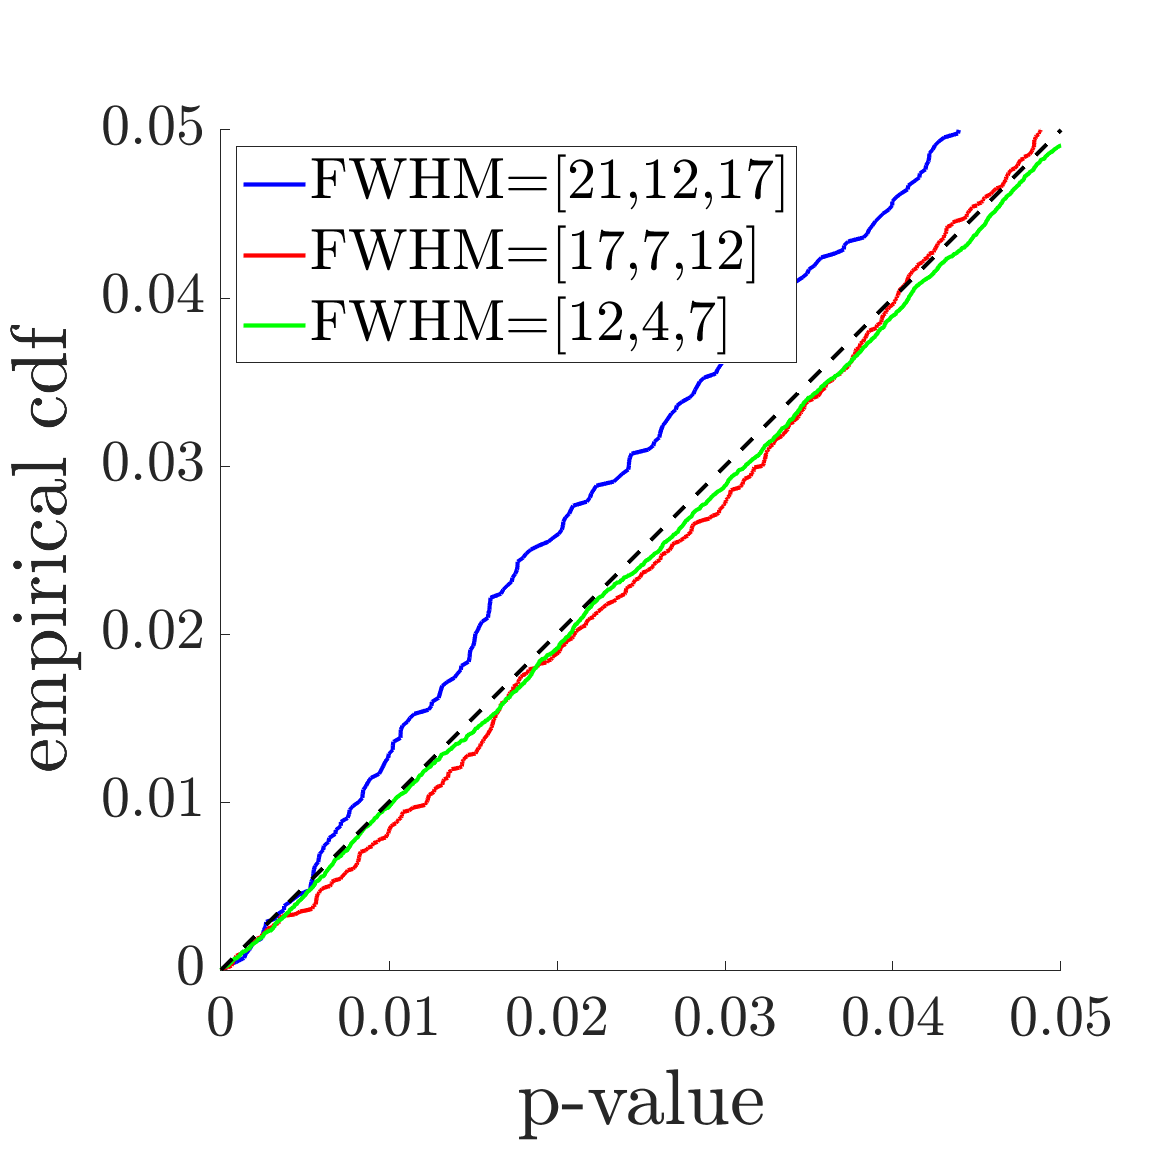 0.05
0.04
0.03
0.02
0.01
0
empirical cdf
FWHM=[21,12,17]
FWHM=[17,7,12]
FWHM=[12,4,7]
0 0.01 0.02 0.03 0.04 0.05
p-value